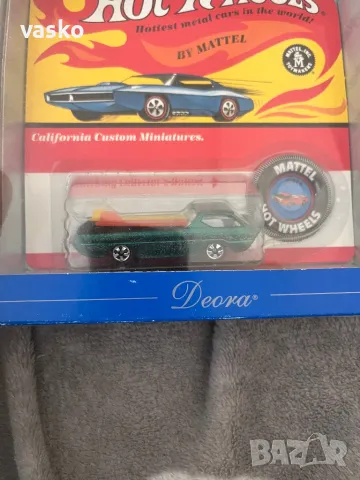 vasko
HOT WHEELS
Hottest metal cars in the world!
BY MATTEL
MATTEL, INC.
TOYMAKERS
California Custom Miniatures.
MATTEL
HOT WHEELS
Deora®
BAZAR